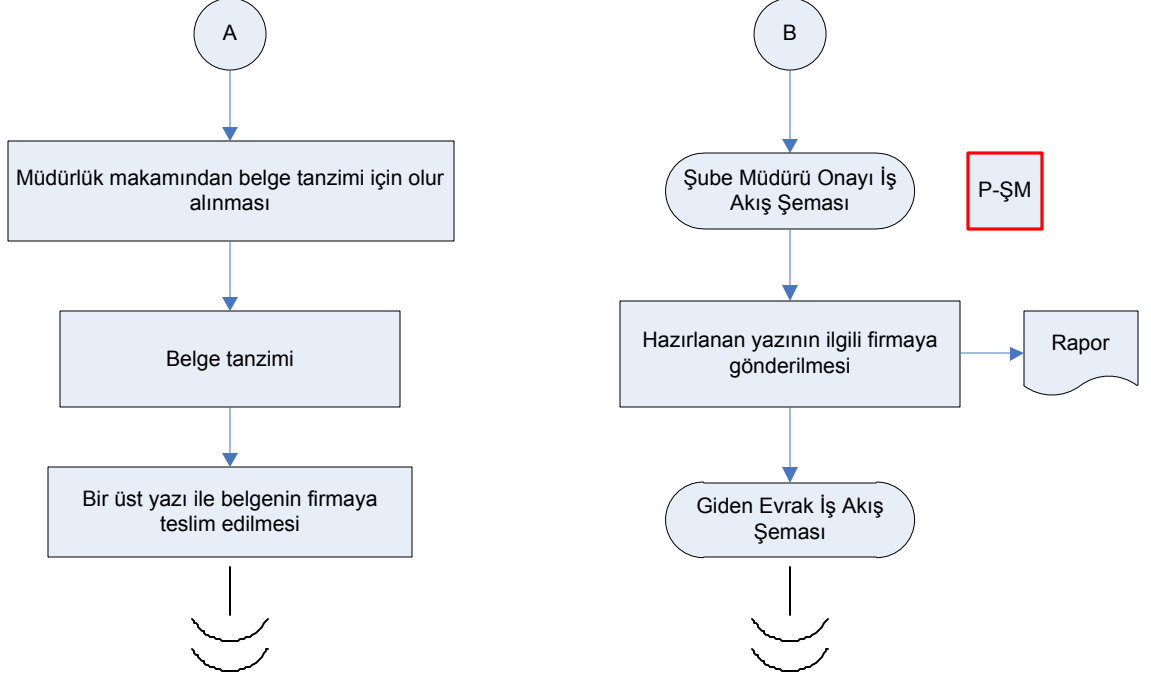 A
Müdürlük makamından belge tanzimi için olur
alınması
Belge tanzimi
Bir üst yazı ile belgenin firmaya
teslim edilmesi
B
Şube Müdürü Onayı İş
Akış Şeması
P-ŞM
Hazırlanan yazının ilgili firmaya
gönderilmesi
Rapor
Giden Evrak İş Akış
Şeması